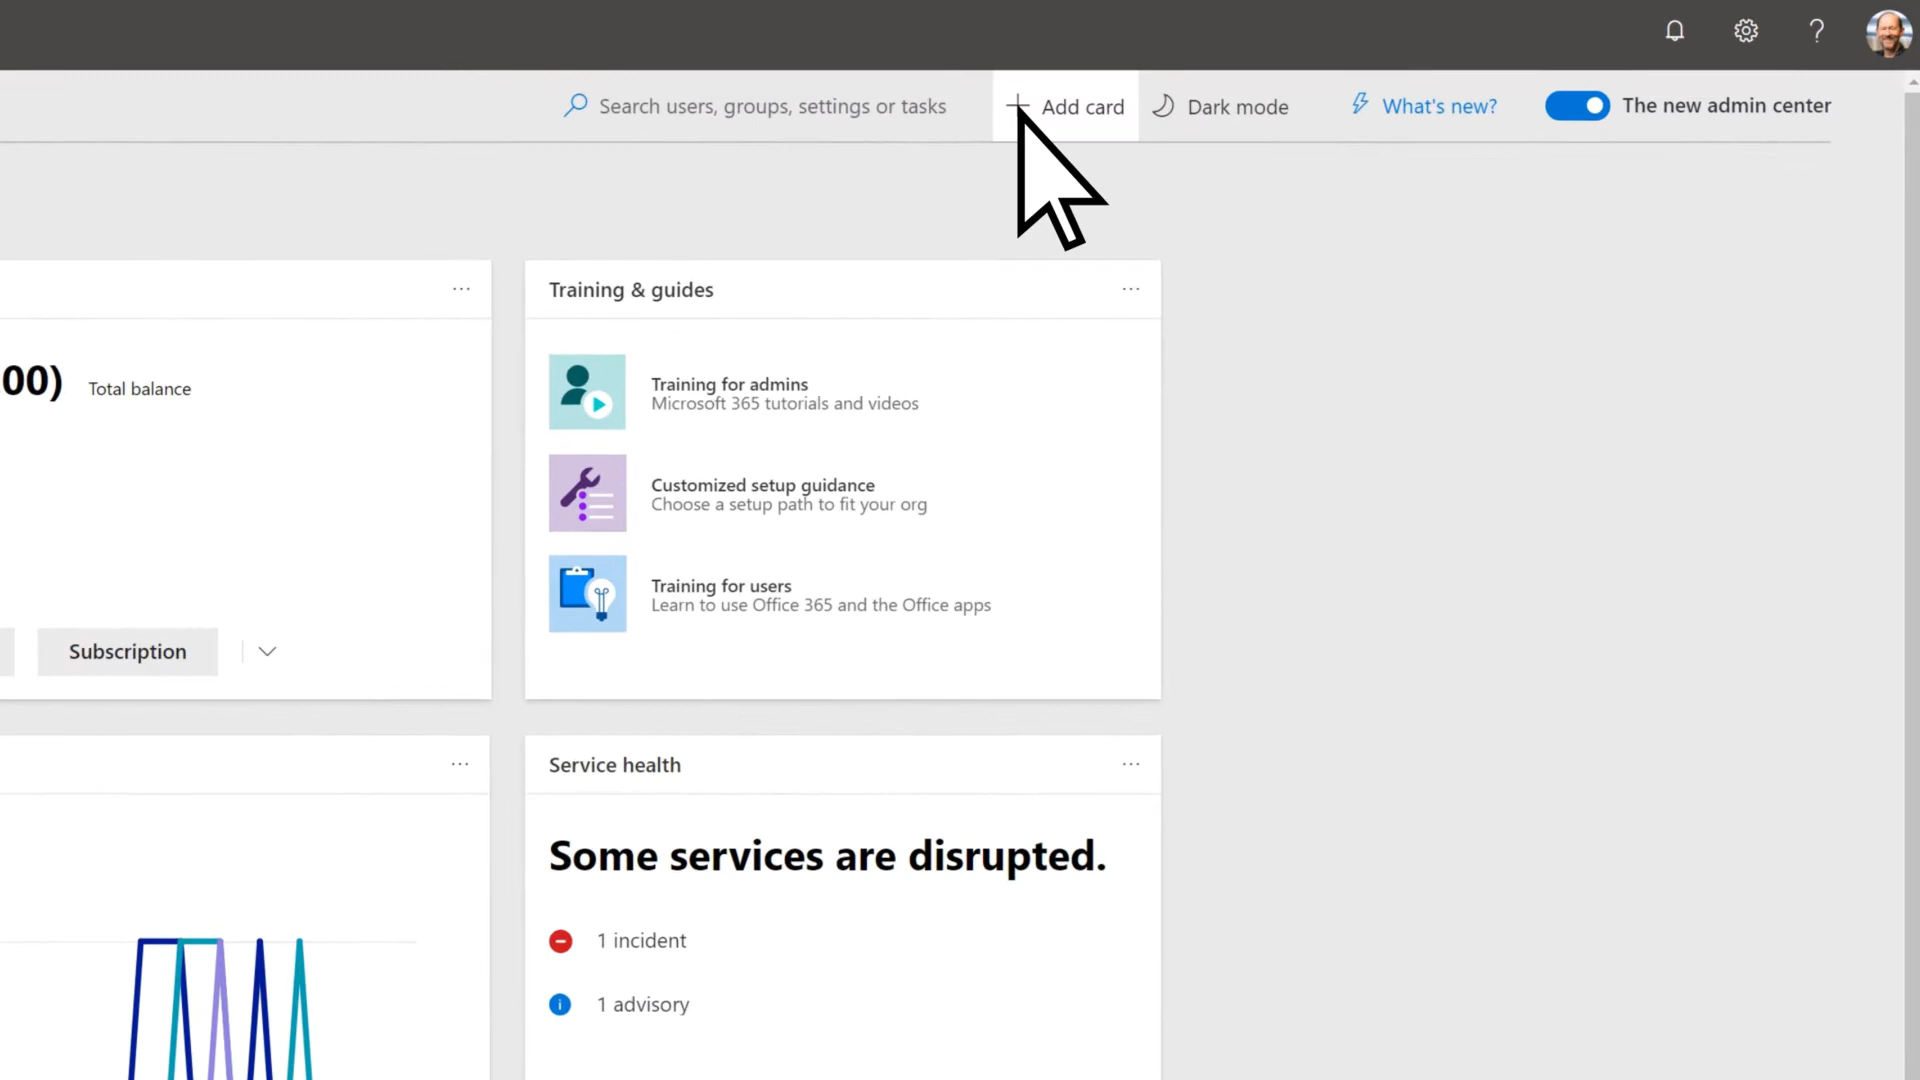 Search users, groups, settings or tasks
Add card
Dark mode
What's new?
The new admin center
Training & guides
00) Total balance
Training for admins
Microsoft 365 tutorials and videos
Customized setup guidance
Choose a setup path to fit your org
Training for users
Learn to use Office 365 and the Office apps
Subscription
Service health
Some services are disrupted.
1 incident
1 advisory